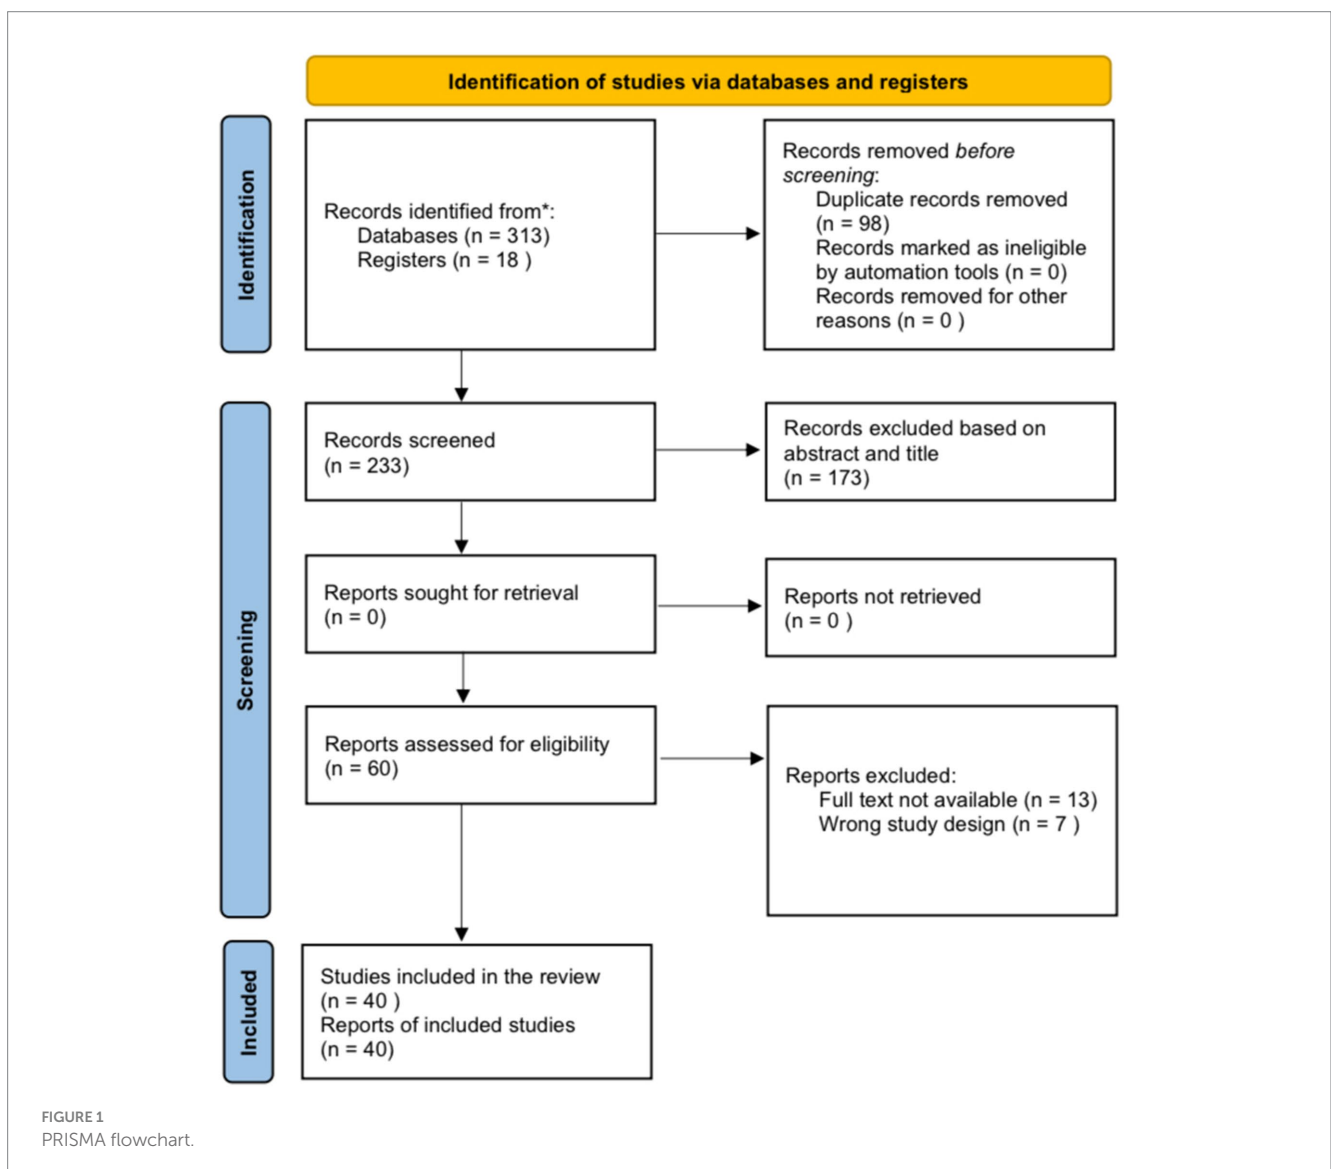 Identification of studies via databases and registers
Identification
Records identified from*:
Databases (n = 313)
Registers (n = 18 )
Records removed before
screening:
Duplicate records removed
(n = 98)
Records marked as ineligible
by automation tools (n = 0)
Records removed for other
reasons (n = 0 )
Screening
Records screened
(n = 233)
Records excluded based on
abstract and title
(n = 173)
Reports sought for retrieval
(n = 0)
Reports not retrieved
(n = 0 )
Reports assessed for eligibility
(n = 60)
Reports excluded:
Full text not available (n = 13)
Wrong study design (n = 7 )
Included
Studies included in the review
(n = 40 )
Reports of included studies
(n = 40)
FIGURE 1
PRISMA flowchart.